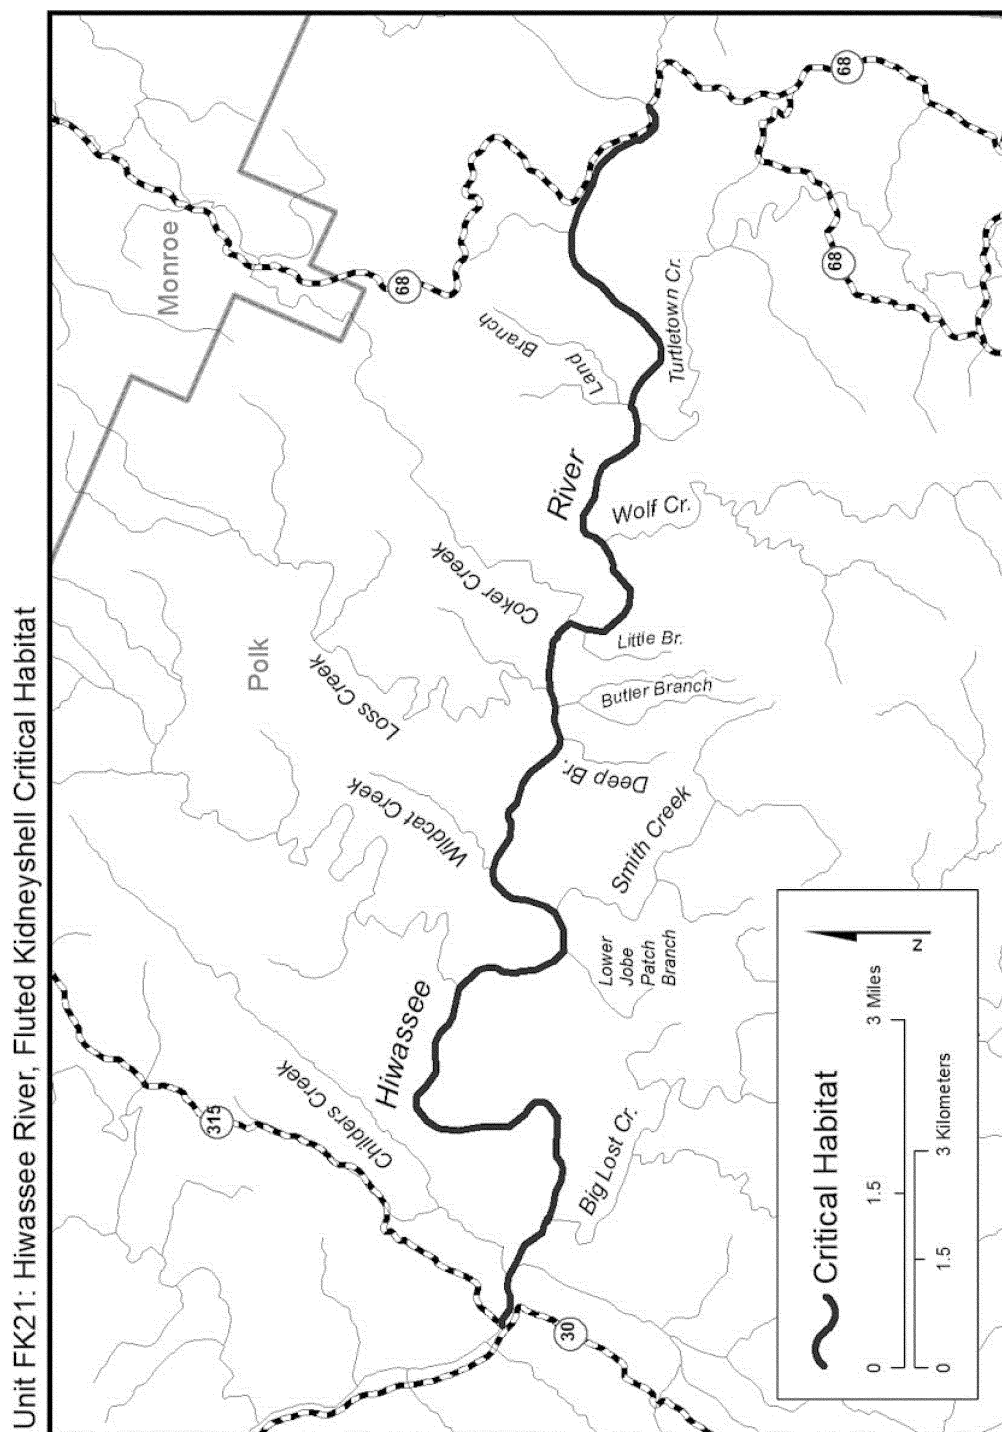 Unit FK21: Hiwassee River, Fluted Kidneyshell Critical Habitat
Monroe
Polk
315
68
68
68
30
Childers Creek
Wildcat Creek
Loss Creek
Coker Creek
Land
Branch
Hiwassee
River
Big Lost Cr.
Lower
Jobe
Patch
Branch
Smith Creek
Deep Br.
Butler Branch
Little Br.
Wolf Cr.
Turtletown Cr.
Critical Habitat
0 1.5 3 Miles
0 1.5 3 Kilometers
N